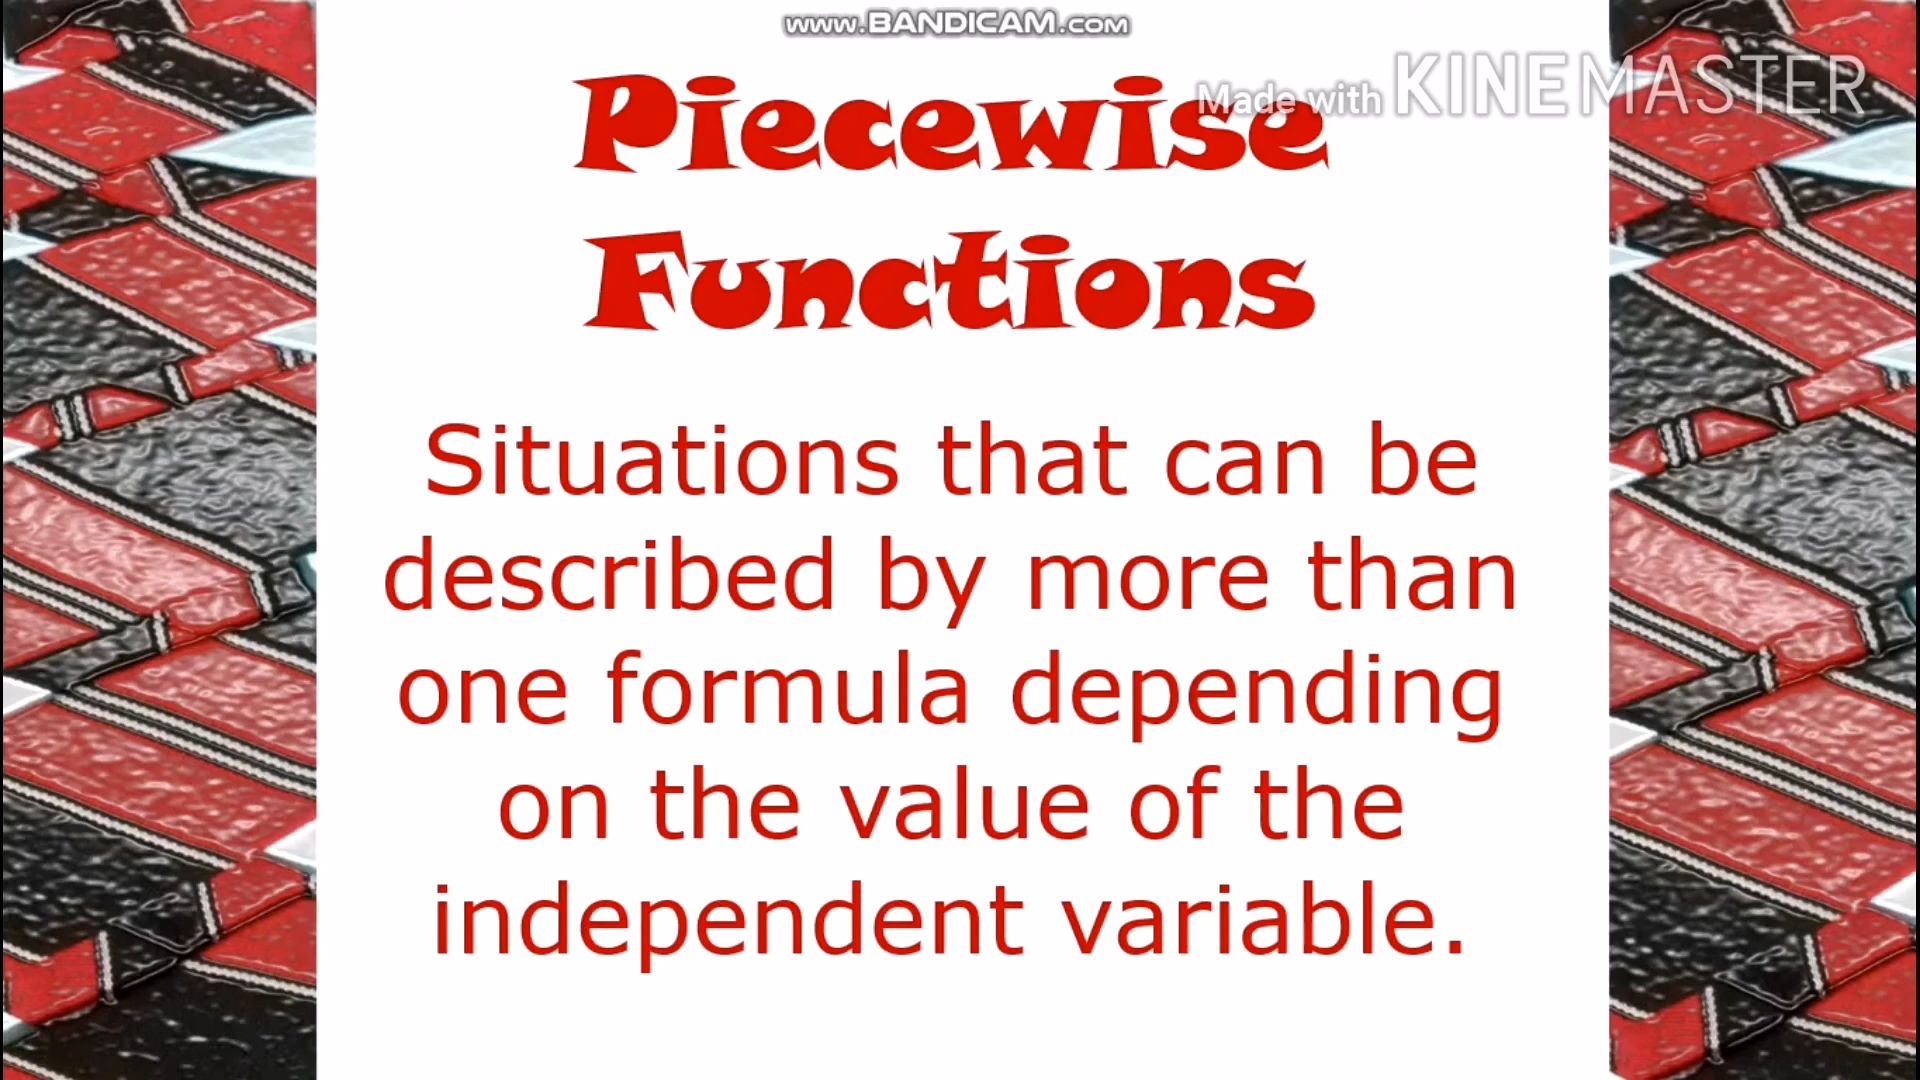 www.BANDICAM.com
Made with KINEMASTER
Piecewise
Functions
Situations that can be
described by more than
one formula depending
on the value of the
independent variable.